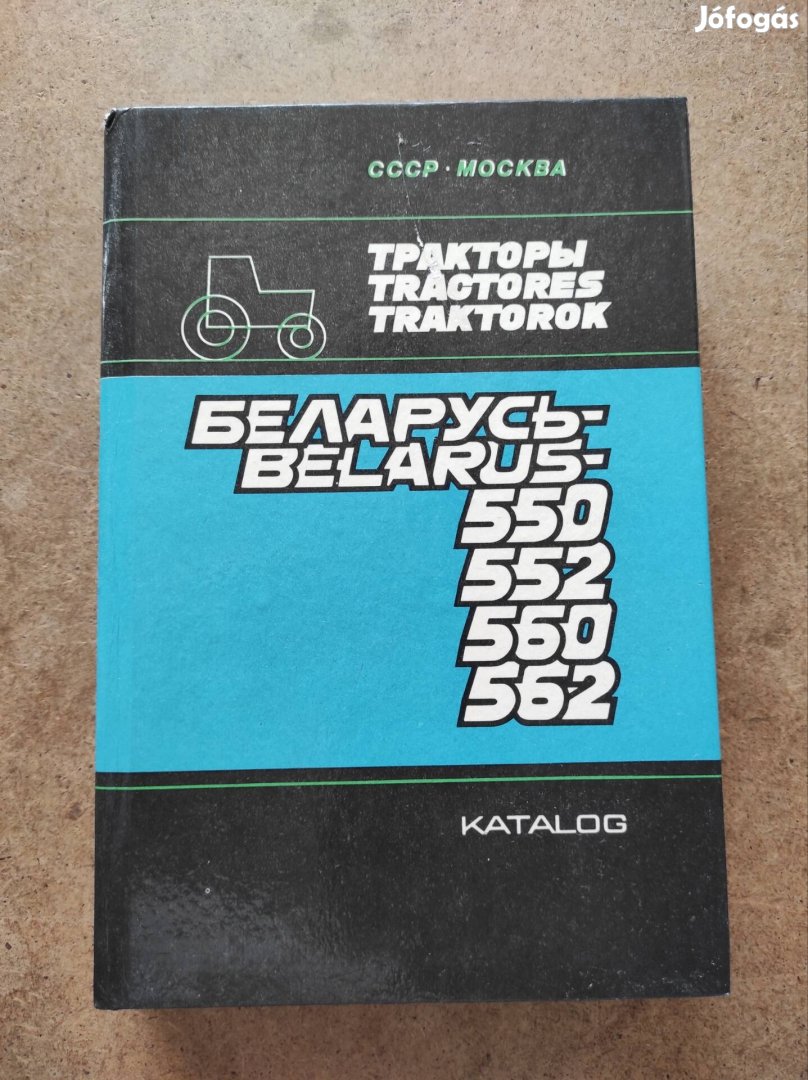 Jófogás
СССР · МОСКВА
ТРАКТОРЫ
TRACTORES
TRAKTOROK
БЕЛАРУСЬ-
BELARUS-
550
552
560
562
KATALOG